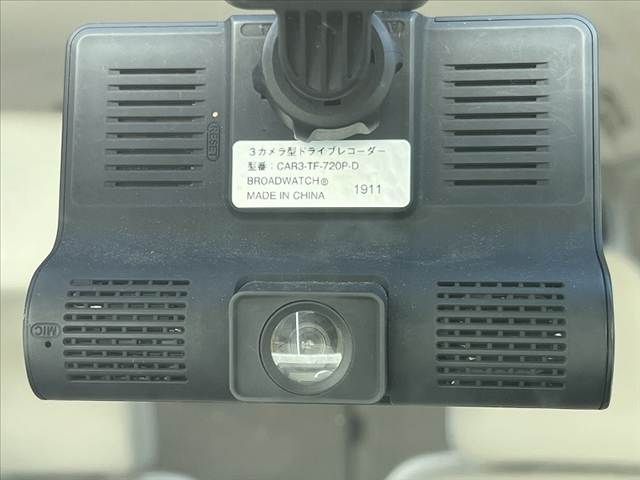 RESET
3カメラ型ドライブレコーダー
型番：CAR3-TF-720P-D
BROADWATCH®
MADE IN CHINA 1911
MIC